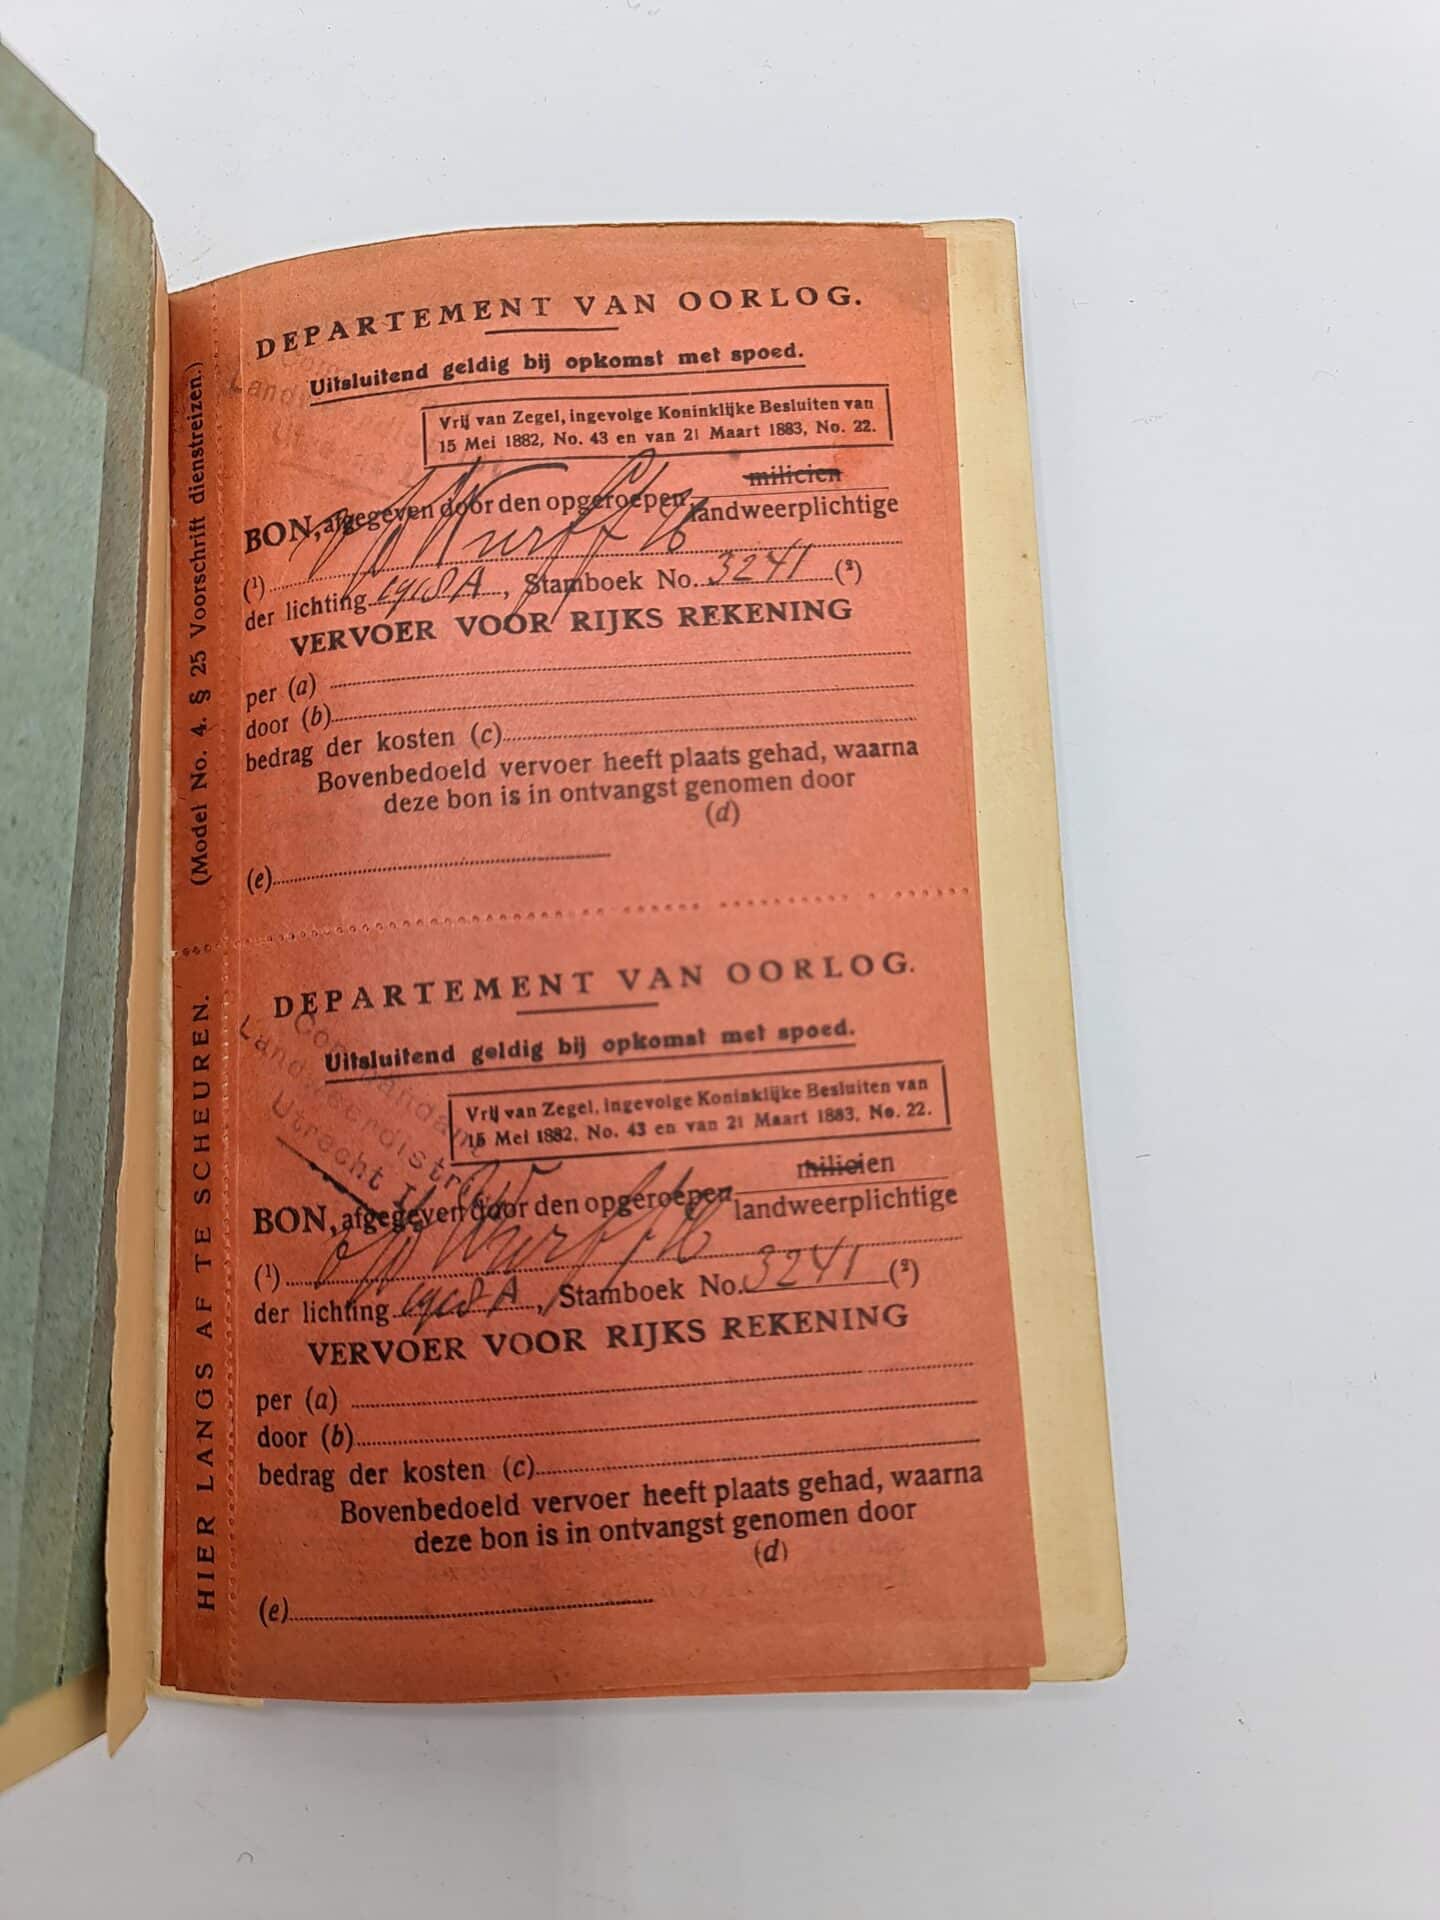 DEPARTEMENT VAN OORLOG.
Uitsluitend geldig bij opkomst met spoed.
Vrij van Zegel, ingevolge Koninklijke Besluiten van
15 Mei 1882, No. 43 en van 21 Maart 1883, No. 22.
milicien
BON, afgegeven door den opgeroepen landweerplichtige
(1)
der lichting 1918 A, Stamboek No. 3241 (2)
VERVOER VOOR RIJKS REKENING
per (a)
door (b)
bedrag der kosten (c)
Bovenbedoeld vervoer heeft plaats gehad, waarna
deze bon is in ontvangst genomen door
(d)
(e)
(Model No. 4. § 25 Voorschrift dienstreizen.)
DEPARTEMENT VAN OORLOG.
Uitsluitend geldig bij opkomst met spoed.
Commandant
Landweerdistrict
Utrecht I
Vrij van Zegel, ingevolge Koninklijke Besluiten van
15 Mei 1882, No. 43 en van 21 Maart 1883, No. 22.
milicien
BON, afgegeven door den opgeroepen landweerplichtige
(1)
der lichting 1918 A, Stamboek No. 3241 (2)
VERVOER VOOR RIJKS REKENING
per (a)
door (b)
bedrag der kosten (c)
Bovenbedoeld vervoer heeft plaats gehad, waarna
deze bon is in ontvangst genomen door
(d)
(e)
HIER LANGS AF TE SCHEUREN.